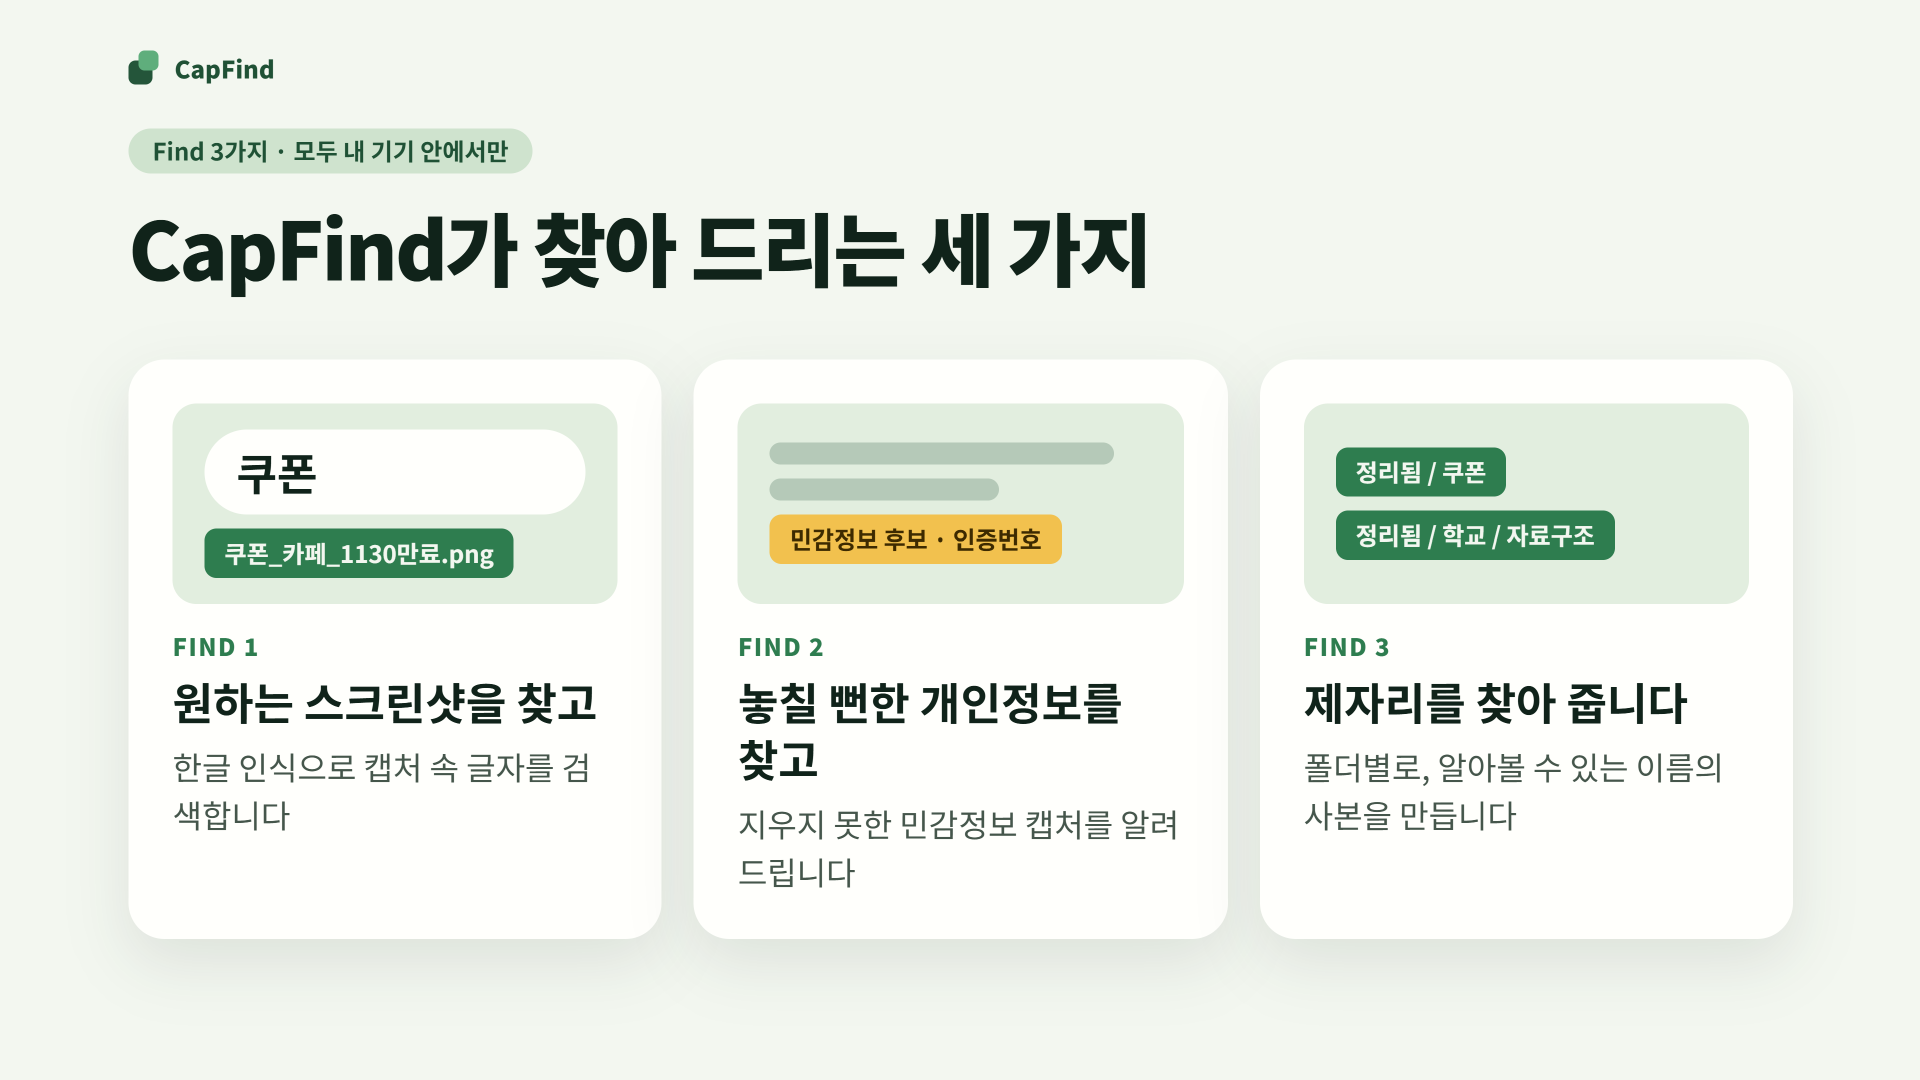 CapFind
Find 3가지 · 모두 내 기기 안에서만
CapFind가 찾아 드리는 세 가지
쿠폰
쿠폰_카페_1130만료.png
FIND 1
원하는 스크린샷을 찾고
한글 인식으로 캡처 속 글자를 검
색합니다
민감정보 후보 · 인증번호
FIND 2
놓칠 뻔한 개인정보를
찾고
지우지 못한 민감정보 캡처를 알려
드립니다
정리됨 / 쿠폰
정리됨 / 학교 / 자료구조
FIND 3
제자리를 찾아 줍니다
폴더별로, 알아볼 수 있는 이름의
사본을 만듭니다